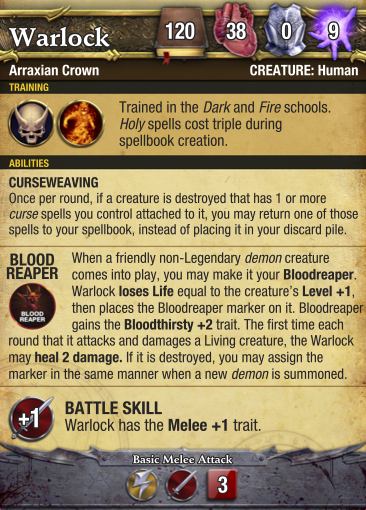 Warlock
120
38
0
9
Arraxian Crown
CREATURE: Human
TRAINING
Trained in the Dark and Fire schools.
Holy spells cost triple during
spellbook creation.
ABILITIES
CURSEWEAVING
Once per round, if a creature is destroyed that has 1 or more
curse spells you control attached to it, you may return one of those
spells to your spellbook, instead of placing it in your discard pile.
BLOOD
REAPER
BLOOD
REAPER
When a friendly non-Legendary demon creature
comes into play, you may make it your Bloodreaper.
Warlock loses Life equal to the creature's Level +1,
then places the Bloodreaper marker on it. Bloodreaper
gains the Bloodthirsty +2 trait. The first time each
round that it attacks and damages a Living creature, the Warlock
may heal 2 damage. If it is destroyed, you may assign the
marker in the same manner when a new demon is summoned.
+1
BATTLE SKILL
Warlock has the Melee +1 trait.
Basic Melee Attack
3